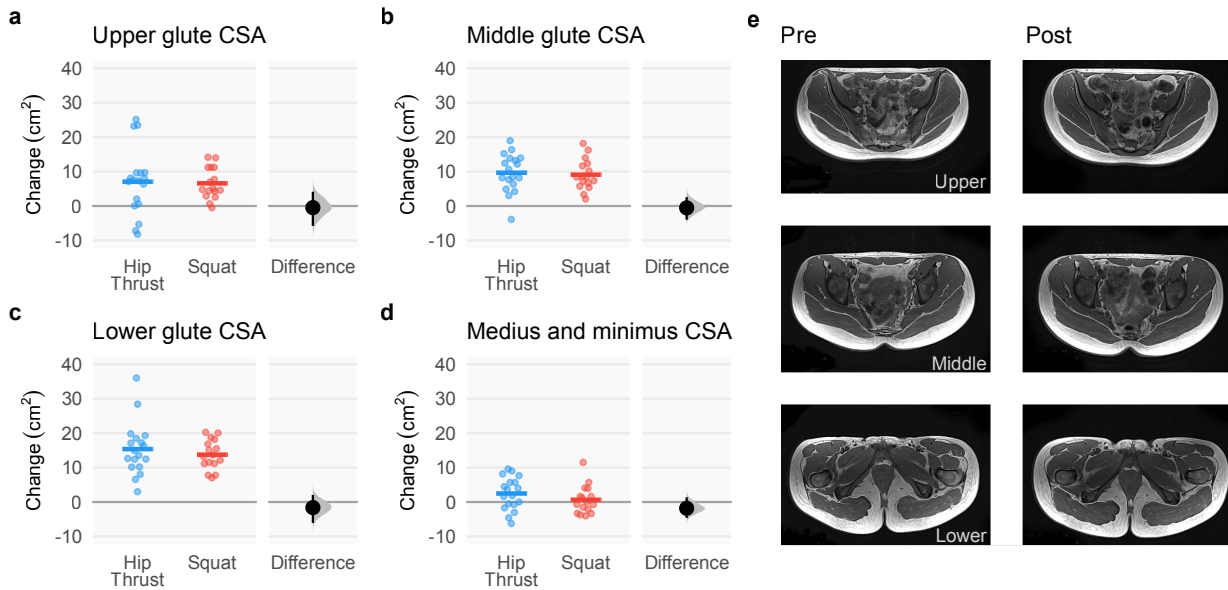 a
Upper glute CSA
Change (cm²)
40
30
20
10
0
-10
Hip
Thrust
Squat
Difference
b
Middle glute CSA
Change (cm²)
40
30
20
10
0
-10
Hip
Thrust
Squat
Difference
c
Lower glute CSA
Change (cm²)
40
30
20
10
0
-10
Hip
Thrust
Squat
Difference
d
Medius and minimus CSA
Change (cm²)
40
30
20
10
0
-10
Hip
Thrust
Squat
Difference
e
Pre
Post
Upper
Middle
Lower